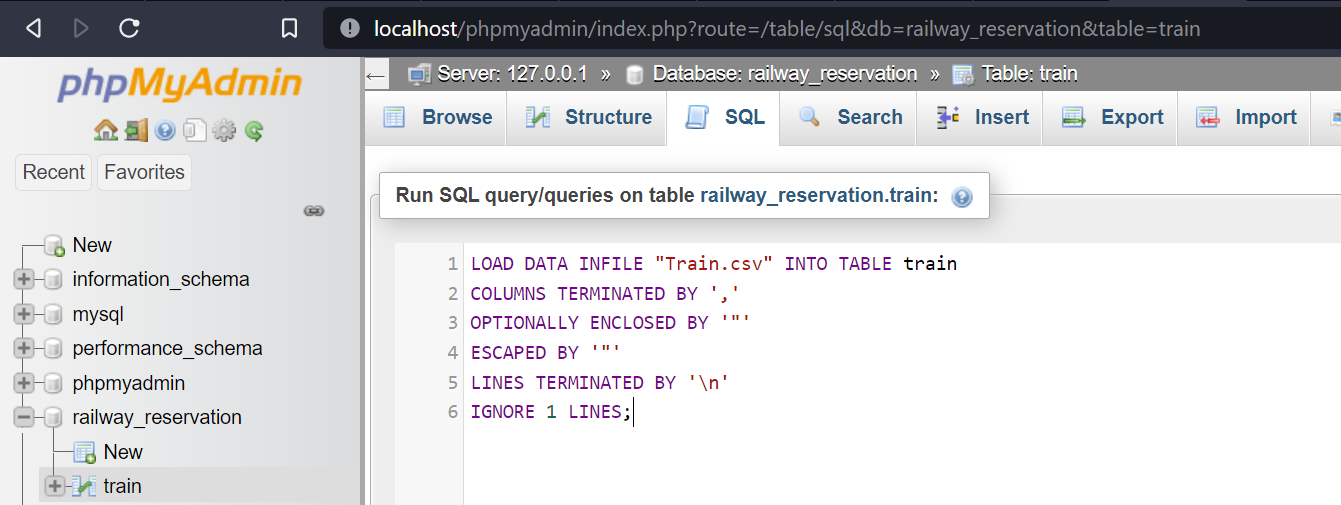 localhost/phpmyadmin/index.php?route=/table/sql&db=railway_reservation&table=train
phpMyAdmin
Recent Favorites
New
information_schema
mysql
performance_schema
phpmyadmin
railway_reservation
New
train
Server: 127.0.0.1 » Database: railway_reservation » Table: train
Browse Structure SQL Search Insert Export Import
Run SQL query/queries on table railway_reservation.train:
1 LOAD DATA INFILE "Train.csv" INTO TABLE train
2 COLUMNS TERMINATED BY ','
3 OPTIONALLY ENCLOSED BY '"'
4 ESCAPED BY '"'
5 LINES TERMINATED BY '\n'
6 IGNORE 1 LINES;